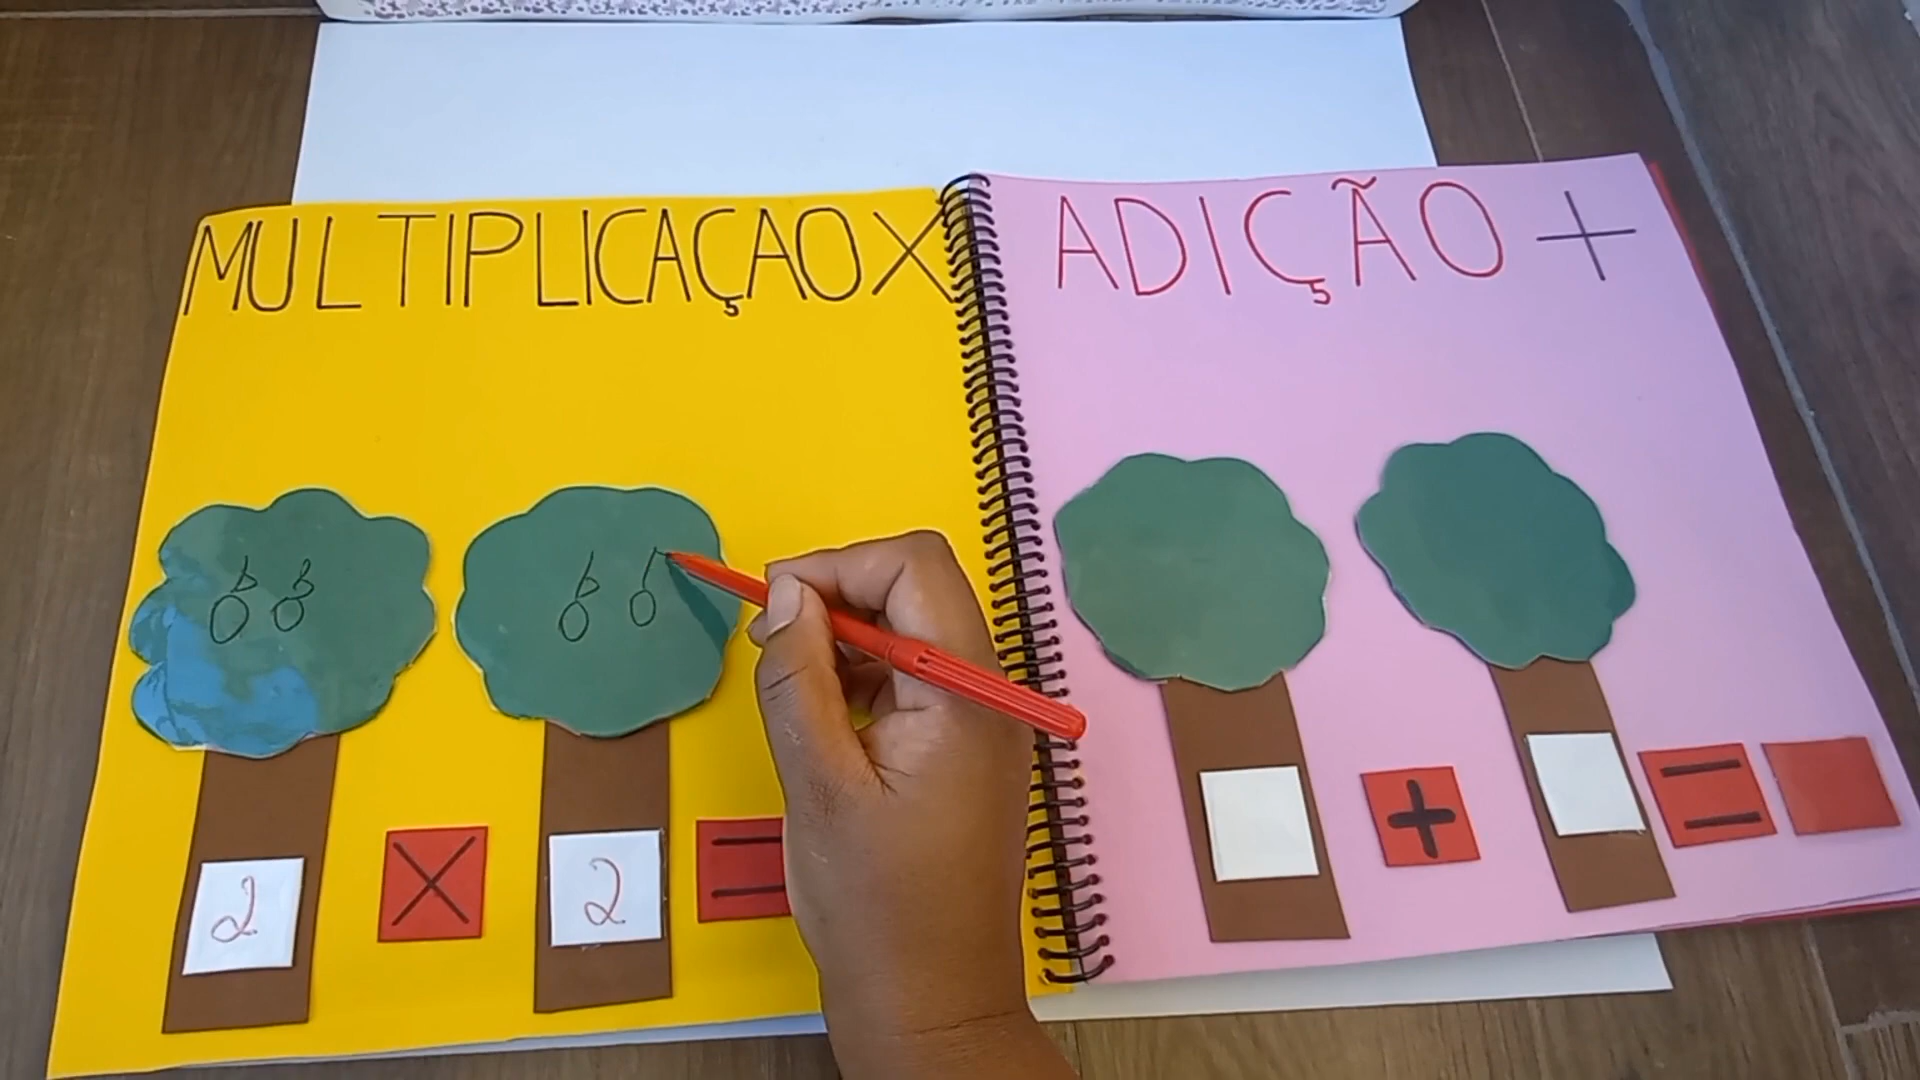 MULTIPLICAÇAO X
2 X 2 =
ADIÇÃO +
+ =